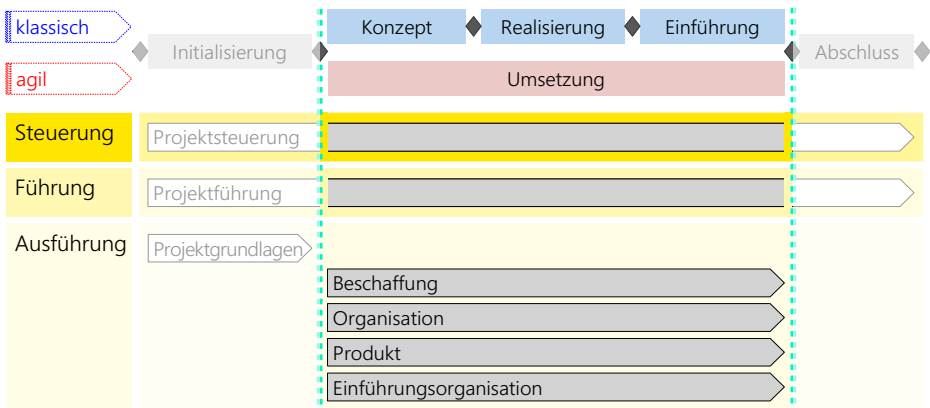 klassisch
Konzept
Realisierung
Einführung
Initialisierung
Abschluss
agil
Umsetzung
Steuerung
Projektsteuerung
Führung
Projektführung
Ausführung
Projektgrundlagen
Beschaffung
Organisation
Produkt
Einführungsorganisation